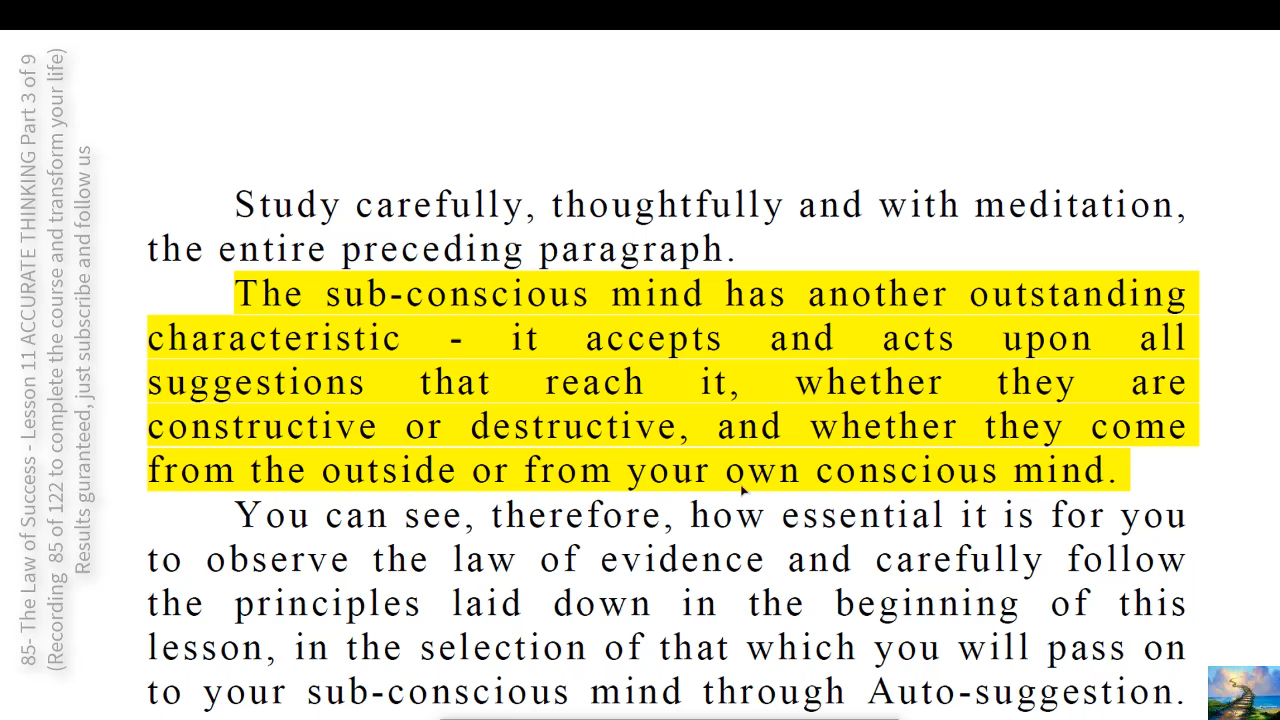 85- The Law of Success - Lesson 11 ACCURATE THINKING Part 3 of 9
(Recording 85 of 122 to complete the course and transform your life)
Results guranteed, just subscribe and follow us
Study carefully, thoughtfully and with meditation,
the entire preceding paragraph.
The sub-conscious mind has another outstanding
characteristic - it accepts and acts upon all
suggestions that reach it, whether they are
constructive or destructive, and whether they come
from the outside or from your own conscious mind.
You can see, therefore, how essential it is for you
to observe the law of evidence and carefully follow
the principles laid down in the beginning of this
lesson, in the selection of that which you will pass on
to your sub-conscious mind through Auto-suggestion.